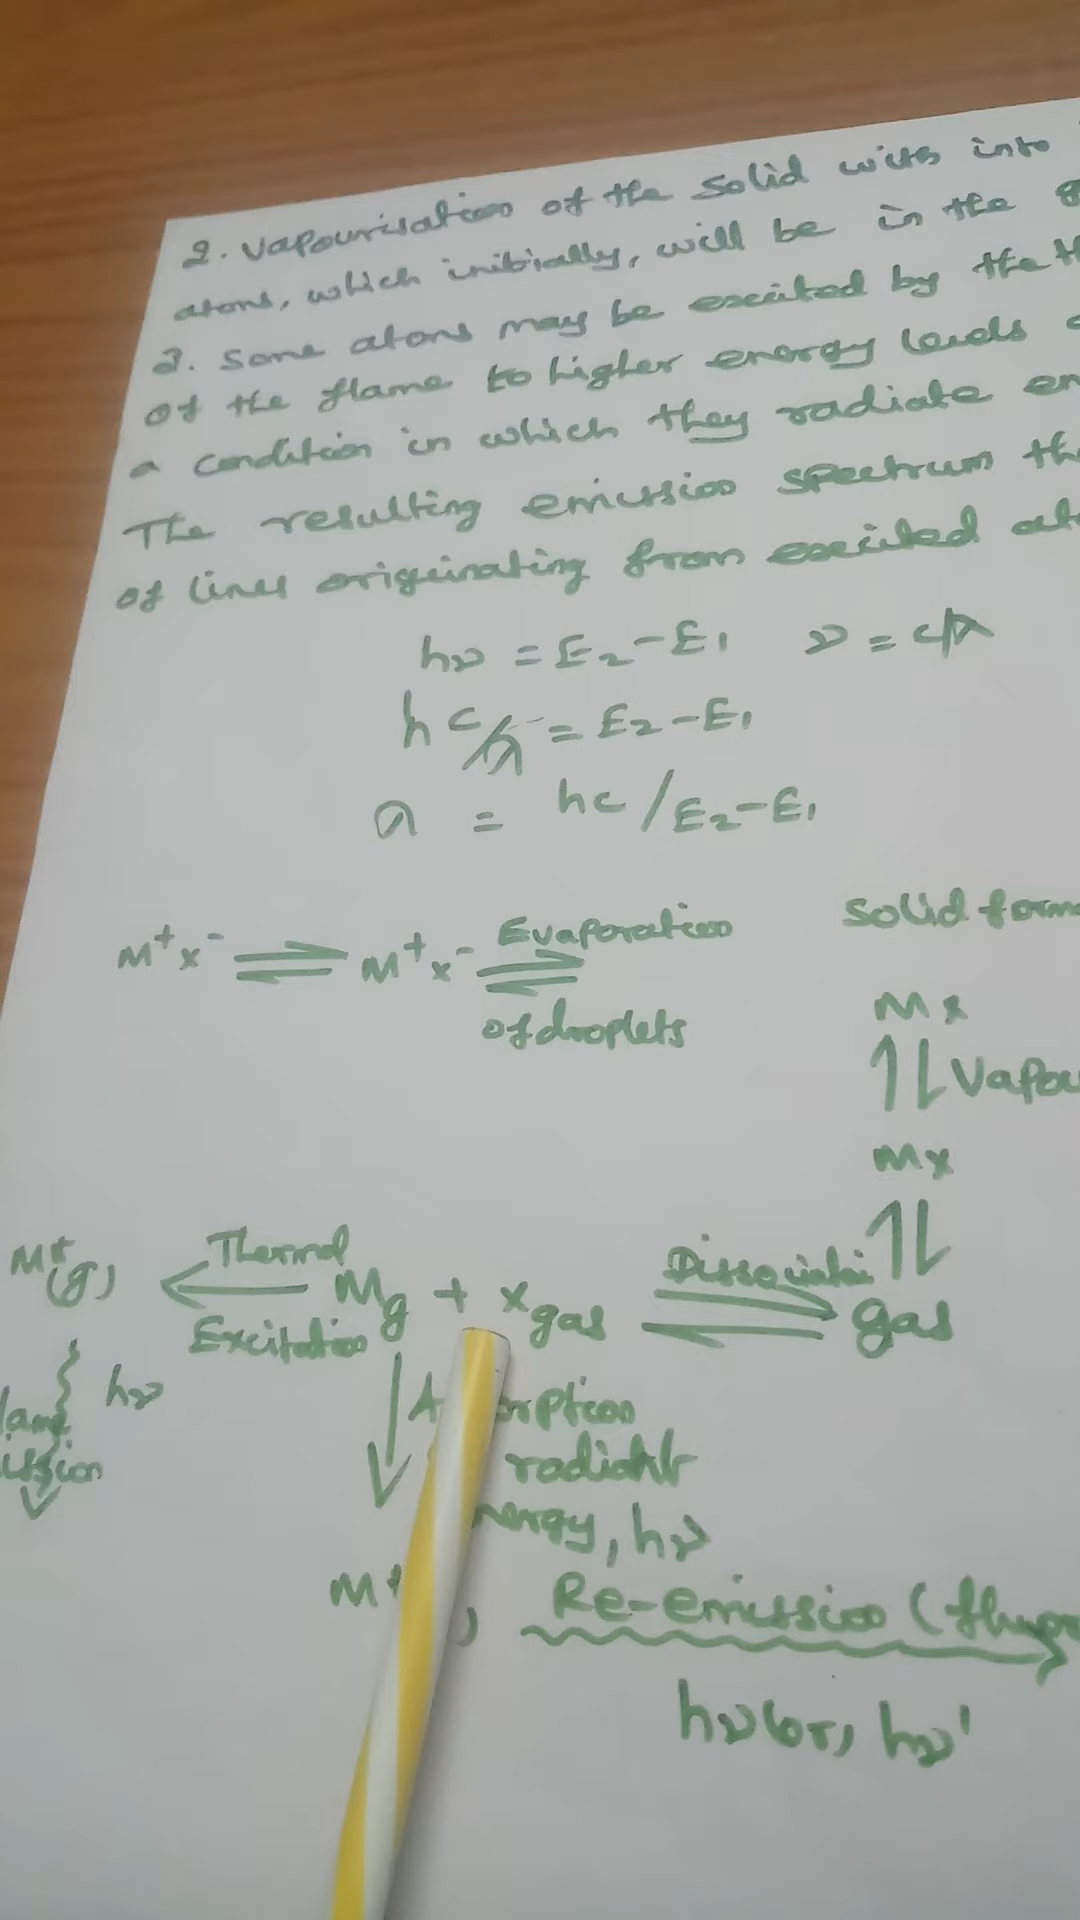 2. Vapourisation of the solid with into
atoms, which initially, will be in the
3. Some atoms may be excited by the
of the flame to higher energy levels
a condition in which they radiate
The resulting emission spectrum
of lines originating from excited
hν = E₂-E₁ ν = c/λ
hc/λ = E₂-E₁
λ = hc/E₂-E₁
M⁺x⁻ ⇌ M⁺x⁻ Evaporation ⇌ of droplets
Solid form
Mx
⇅ Vapou
Mx
⇅
M⁺(g) ← Thermal Excitation Mg + xgas ⇌ Dissociation gas
hν
radiant
hν
Re-emission
hν (or) hν'